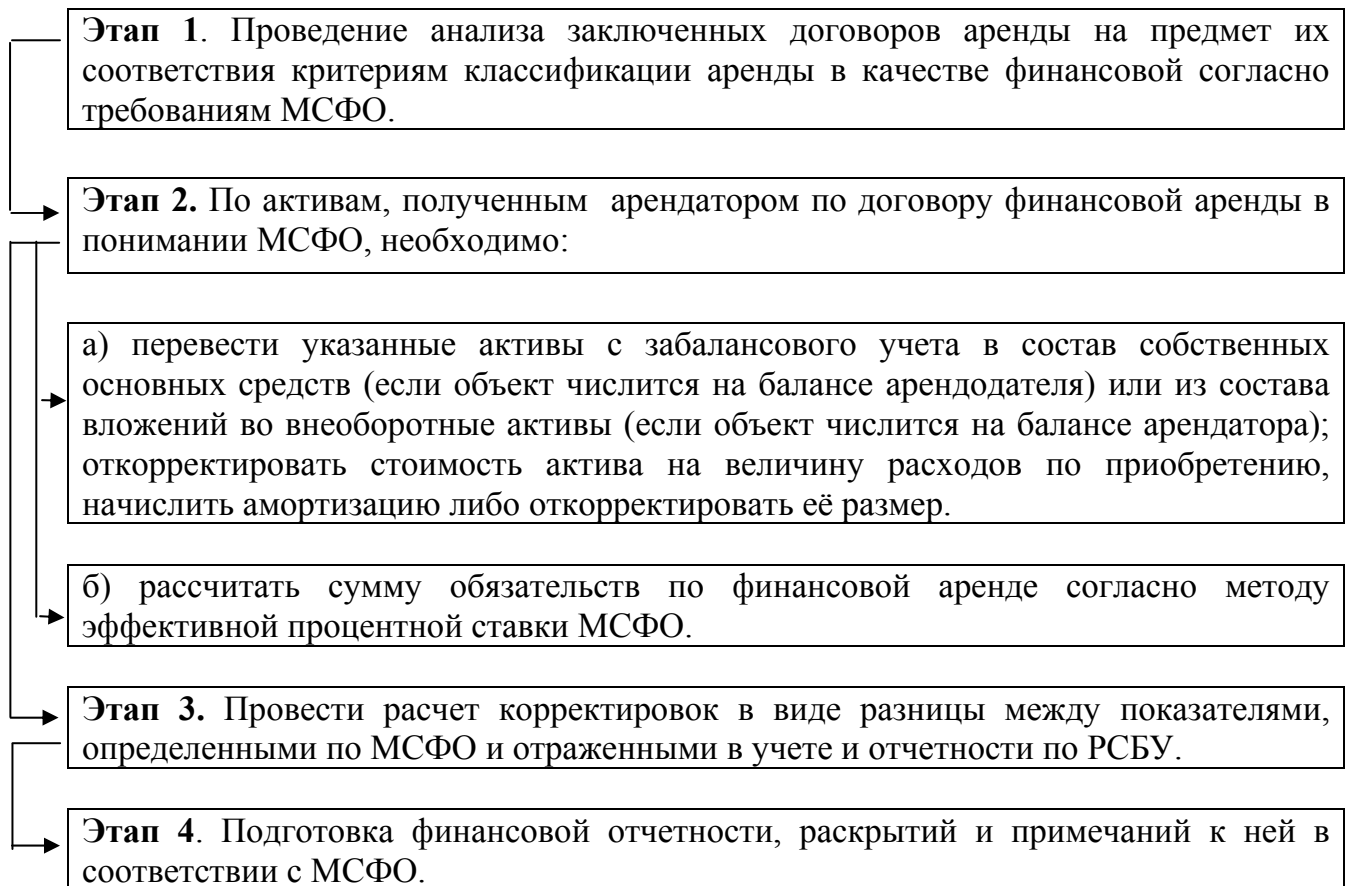 Этап 1. Проведение анализа заключенных договоров аренды на предмет их
соответствия критериям классификации аренды в качестве финансовой согласно
требованиям МСФО.
Этап 2. По активам, полученным арендатором по договору финансовой аренды в
понимании МСФО, необходимо:
а) перевести указанные активы с забалансового учета в состав собственных
основных средств (если объект числится на балансе арендодателя) или из состава
вложений во внеоборотные активы (если объект числится на балансе арендатора);
откорректировать стоимость актива на величину расходов по приобретению,
начислить амортизацию либо откорректировать её размер.
б) рассчитать сумму обязательств по финансовой аренде согласно методу
эффективной процентной ставки МСФО.
Этап 3. Провести расчет корректировок в виде разницы между показателями,
определенными по МСФО и отраженными в учете и отчетности по РСБУ.
Этап 4. Подготовка финансовой отчетности, раскрытий и примечаний к ней в
соответствии с МСФО.